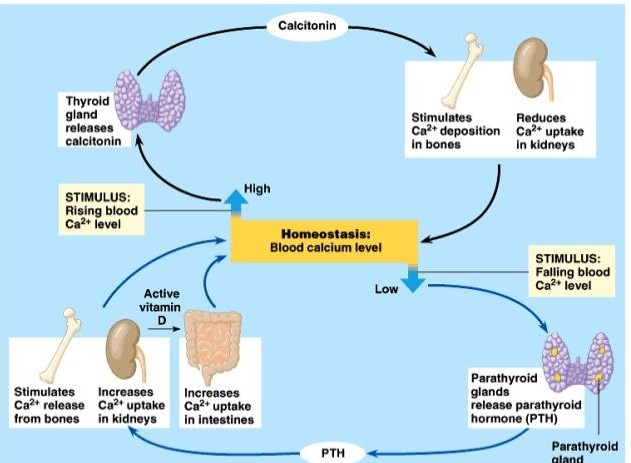 Calcitonin
Thyroid
gland
releases
calcitonin
Stimulates
Ca2+ deposition
in bones
Reduces
Ca2+ uptake
in kidneys
High
STIMULUS:
Rising blood
Ca2+ level
Homeostasis:
Blood calcium level
STIMULUS:
Falling blood
Ca2+ level
Low
Active
vitamin
D
Stimulates
Ca2+ release
from bones
Increases
Ca2+ uptake
in kidneys
Increases
Ca2+ uptake
in intestines
Parathyroid
glands
release parathyroid
hormone (PTH)
Parathyroid
gland
PTH